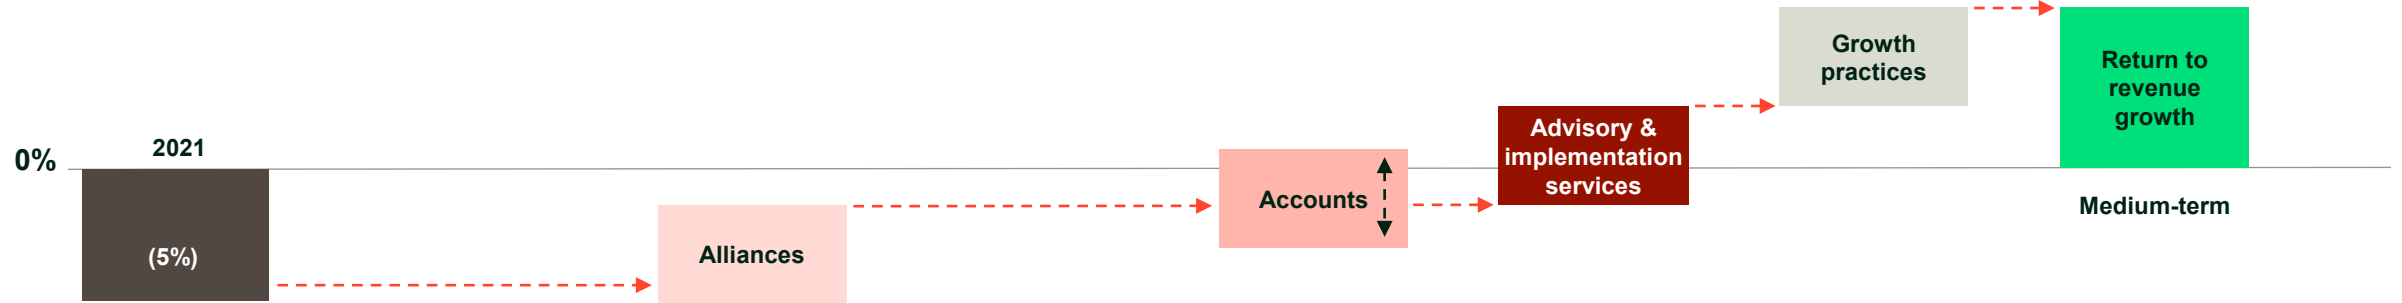 0%
2021
(5%)
Alliances
Accounts
Advisory &
implementation
services
Growth
practices
Return to
revenue
growth
Medium-term